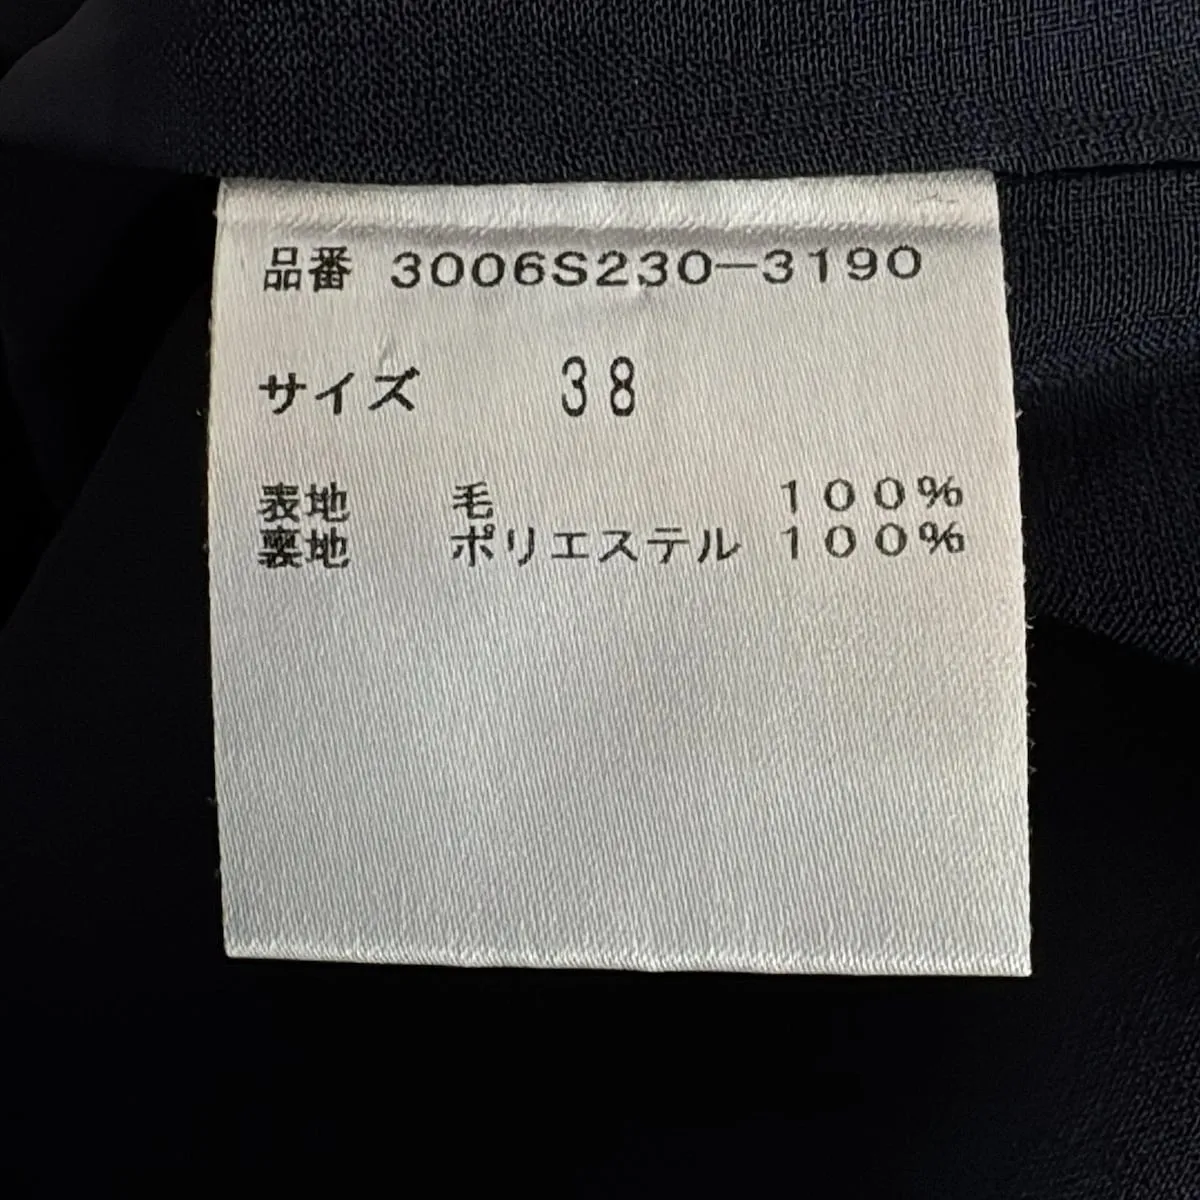 品番 3006S230-3190
サイズ 38
表地 毛 100%
裏地 ポリエステル 100%